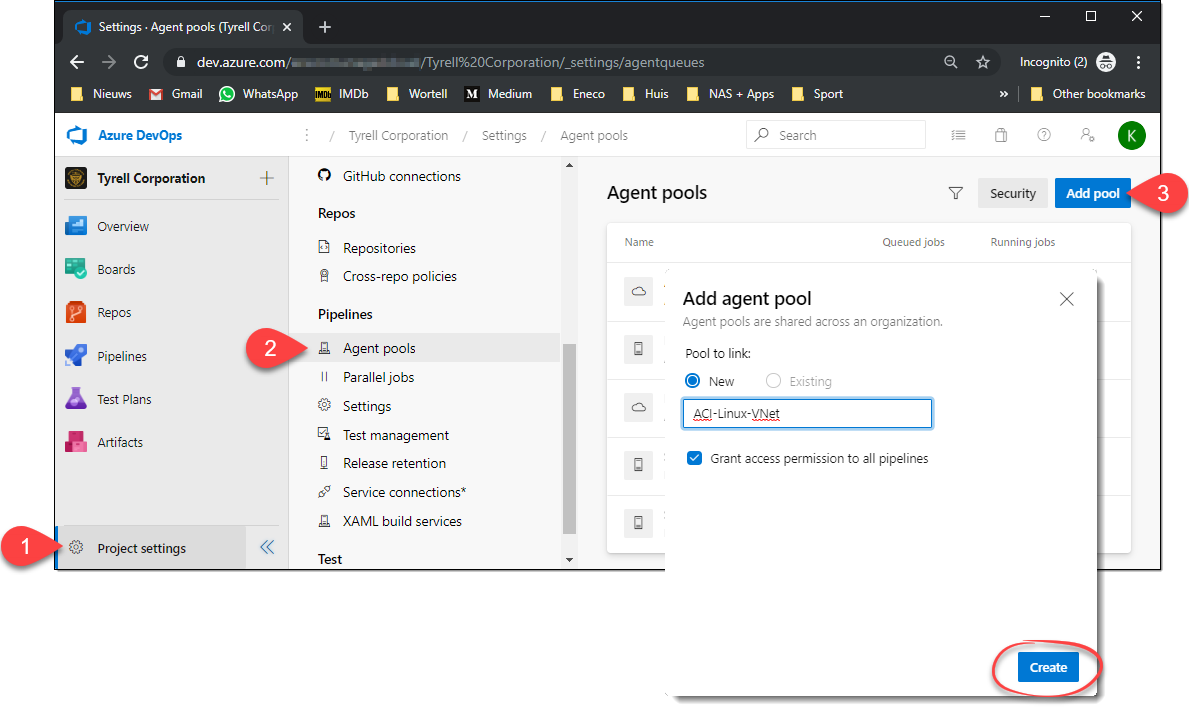 Settings · Agent pools (Tyrell Cor
dev.azure.com/ /Tyrell%20Corporation/_settings/agentqueues
Incognito (2)
Nieuws Gmail WhatsApp IMDb IMDb Wortell M Medium Eneco Huis NAS + Apps Sport » Other bookmarks
Azure DevOps
/ Tyrell Corporation / Settings / Agent pools
Search
K
Tyrell Corporation
Overview
Boards
Repos
Pipelines
Test Plans
Artifacts
1
Project settings
GitHub connections
Repos
Repositories
Cross-repo policies
Pipelines
2
Agent pools
Parallel jobs
Settings
Test management
Release retention
Service connections*
XAML build services
Test
Agent pools
Security
Add pool
3
Name Queued jobs Running jobs
Add agent pool
Agent pools are shared across an organization.
Pool to link:
New Existing
ACI-Linux-VNet
Grant access permission to all pipelines
Create